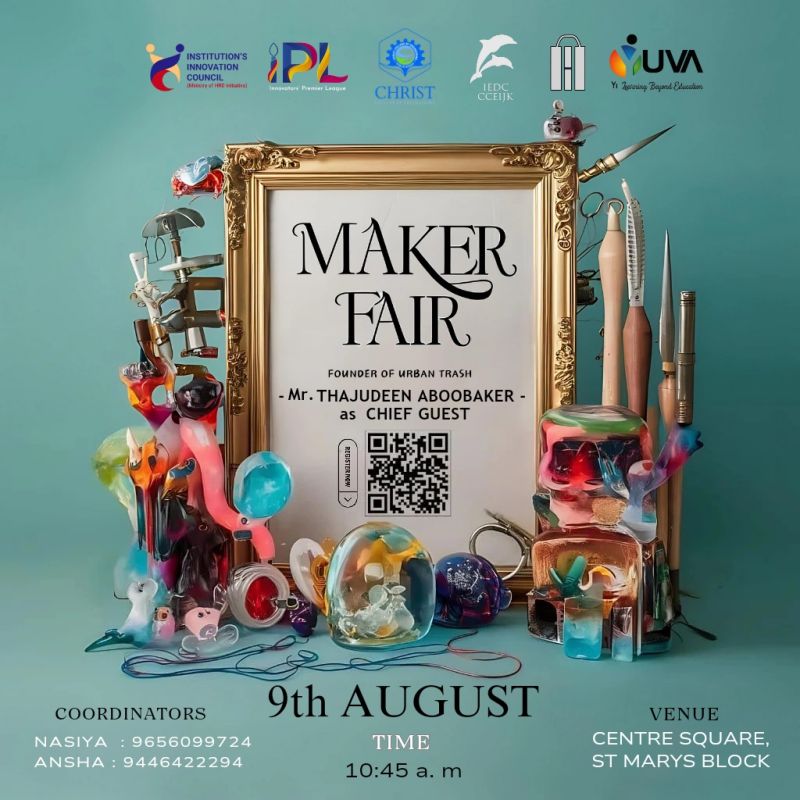 INSTITUTION'S
INNOVATION
COUNCIL
(Ministry of HRD Initiative)
iPL
Innovators' Premier League
CHRIST
IEDC
CCEIJK
YUVA
Yi Learning Beyond Education
MAKER
FAIR
FOUNDER OF URBAN TRASH
- Mr. THAJUDEEN ABOOBAKER -
as CHIEF GUEST
REGISTER NOW
9th AUGUST
COORDINATORS
NASIYA : 9656099724
ANSHA : 9446422294
TIME
10:45 a. m
VENUE
CENTRE SQUARE,
ST MARYS BLOCK